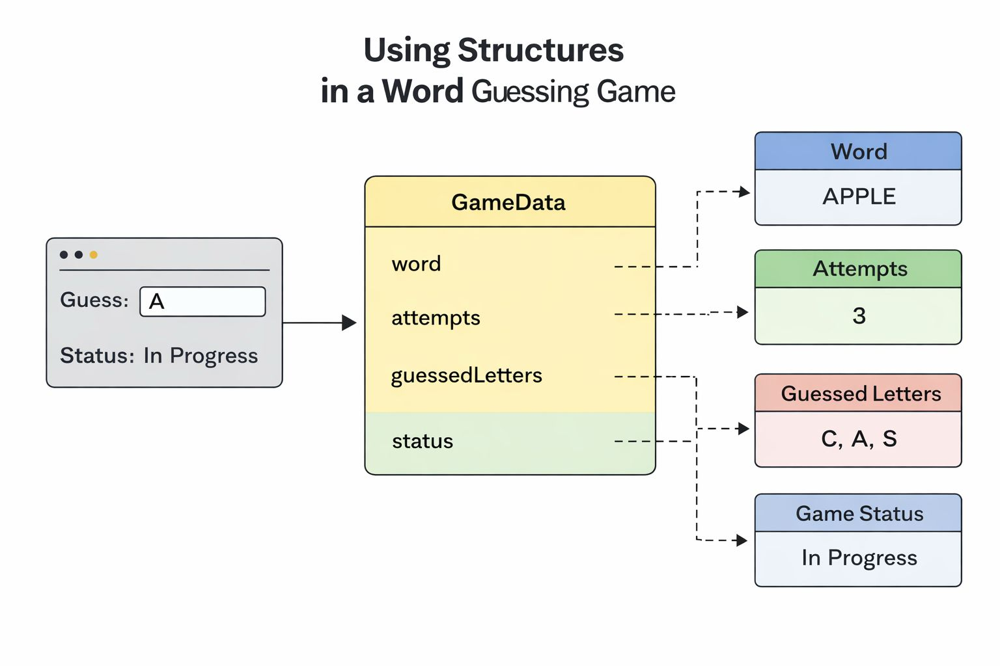 Using Structures
in a Word Guessing Game
Guess: A
Status: In Progress
GameData
word
attempts
guessedLetters
status
Word
APPLE
Attempts
3
Guessed Letters
C, A, S
Game Status
In Progress